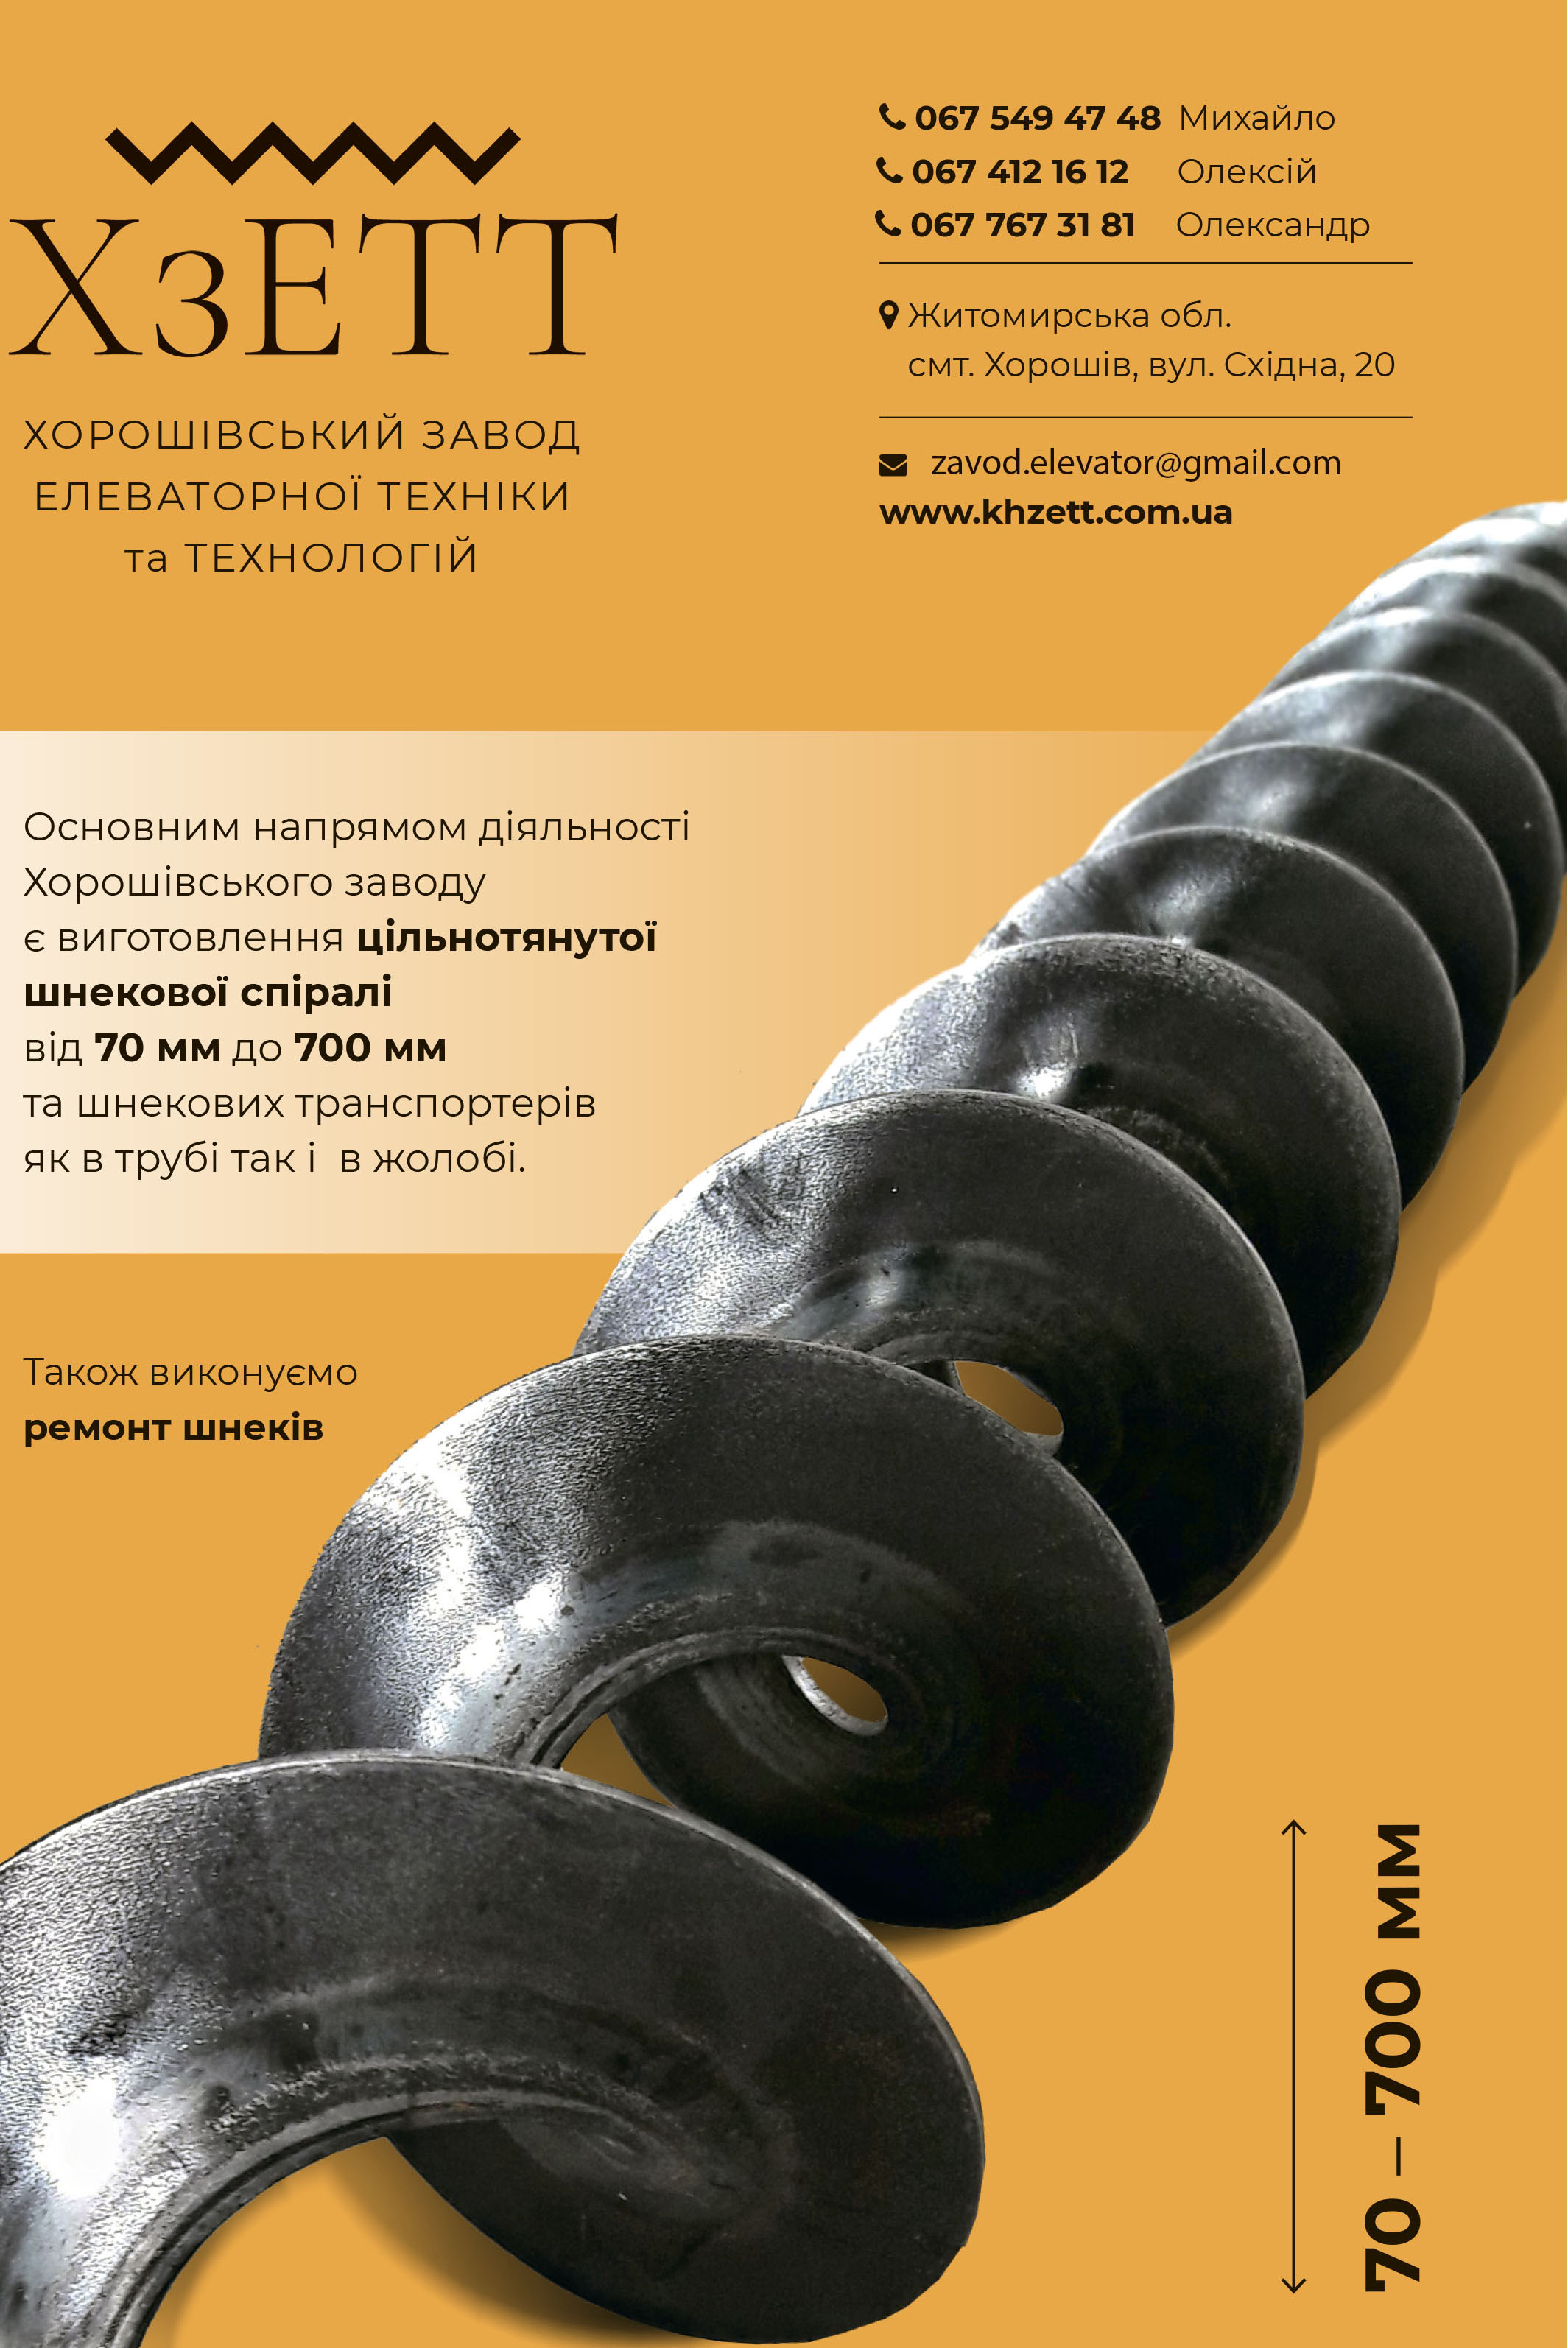 ХзЕТТ
ХОРОШІВСЬКИЙ ЗАВОД
ЕЛЕВАТОРНОЇ ТЕХНІКИ
та ТЕХНОЛОГІЙ
067 549 47 48 Михайло
067 412 16 12 Олексій
067 767 31 81 Олександр
Житомирська обл.
смт. Хорошів, вул. Східна, 20
zavod.elevator@gmail.com
www.khzett.com.ua
Основним напрямом діяльності
Хорошівського заводу
є виготовлення цільнотянутої
шнекової спіралі
від 70 мм до 700 мм
та шнекових транспортерів
як в трубі так і  в жолобі.
Також виконуємо
ремонт шнеків
70 – 700 мм